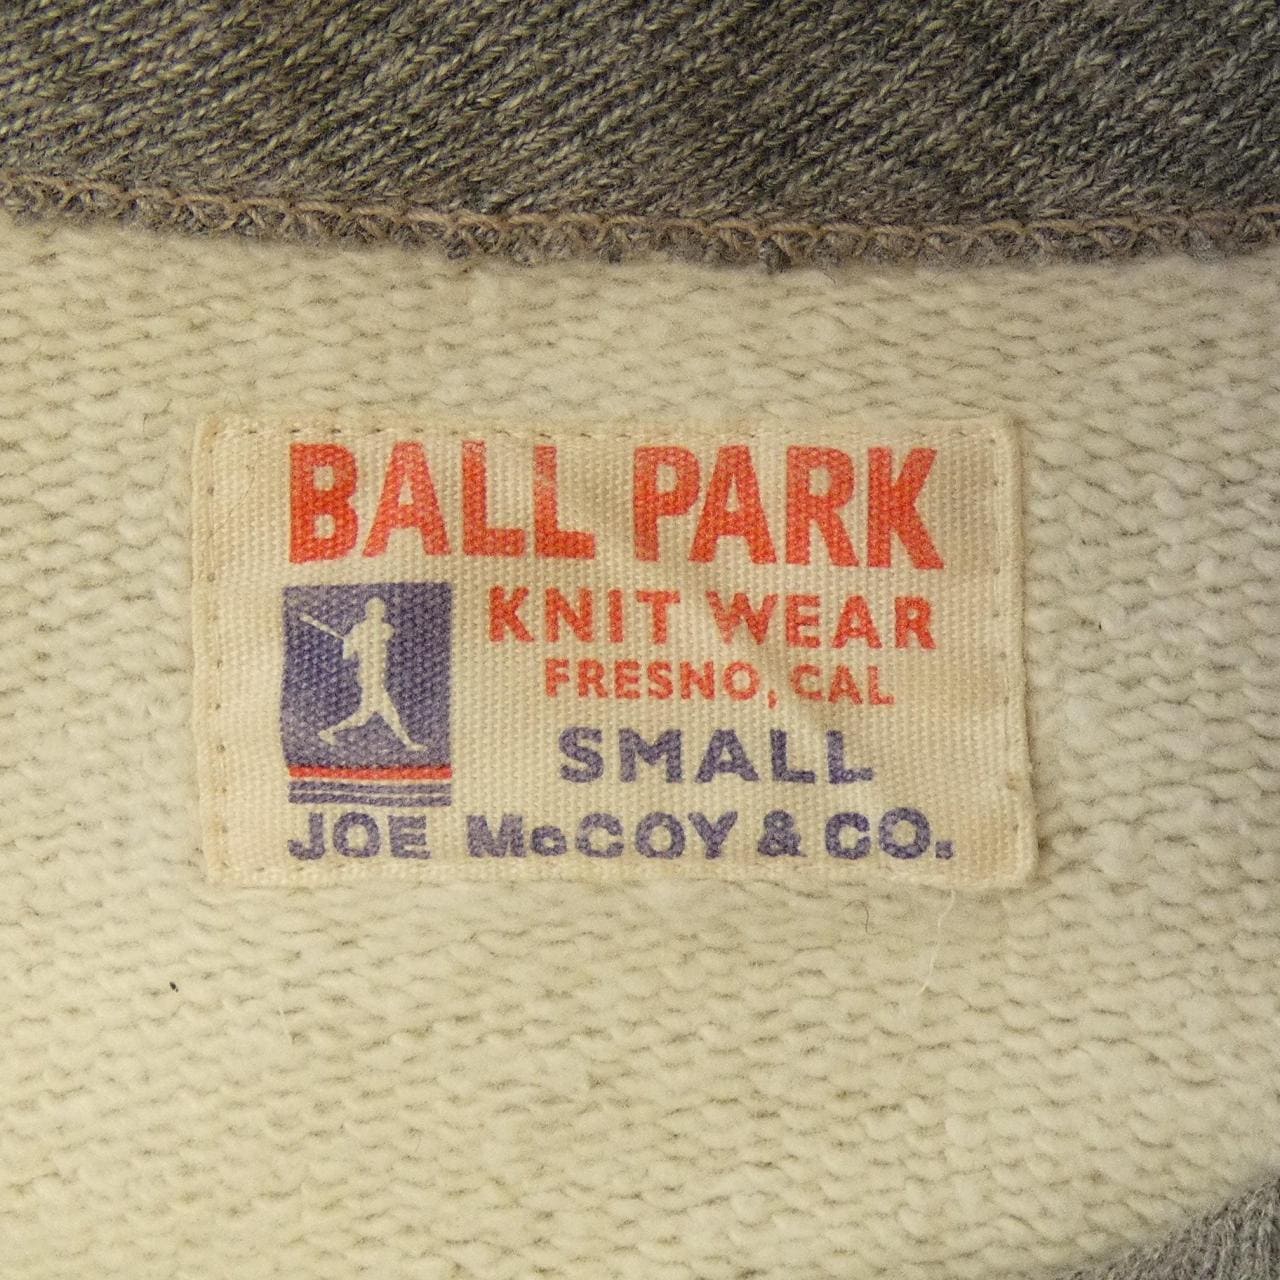 BALL PARK
KNIT WEAR
FRESNO, CAL
SMALL
JOE McCOY & CO.